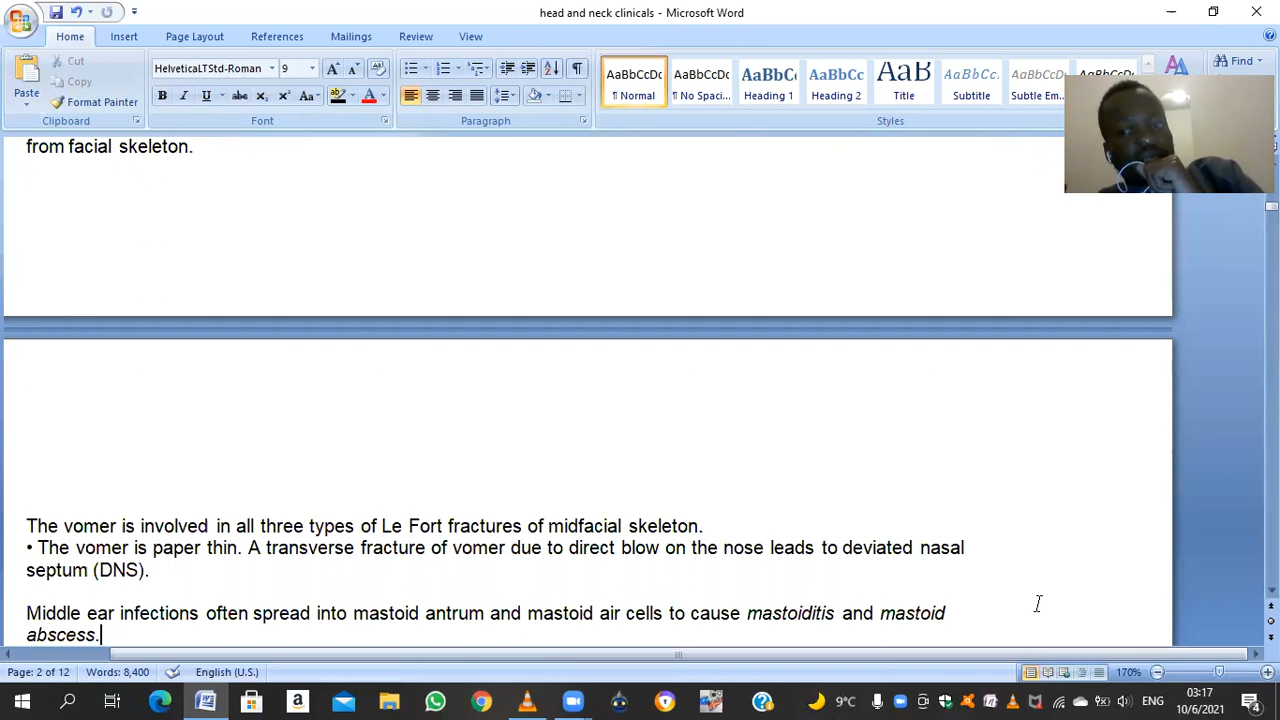 head and neck clinicals - Microsoft Word
Home Insert Page Layout References Mailings Review View
Paste
Cut
Copy
Format Painter
Clipboard
HelveticaLTStd-Roman 9
Font
Paragraph
AaBbCcDc AaBbCcDc AaBbC AaBbCc AaB AaBbCc. AaBbCcDc AaBbCcDc
¶ Normal ¶ No Spaci... Heading 1 Heading 2 Title Subtitle Subtle Em...
Styles
Find
from facial skeleton.
The vomer is involved in all three types of Le Fort fractures of midfacial skeleton.
• The vomer is paper thin. A transverse fracture of vomer due to direct blow on the nose leads to deviated nasal
septum (DNS).
Middle ear infections often spread into mastoid antrum and mastoid air cells to cause mastoiditis and mastoid
abscess.
Page: 2 of 12 Words: 8,400 English (U.S.) 170%
9°C ENG 03:17
10/6/2021